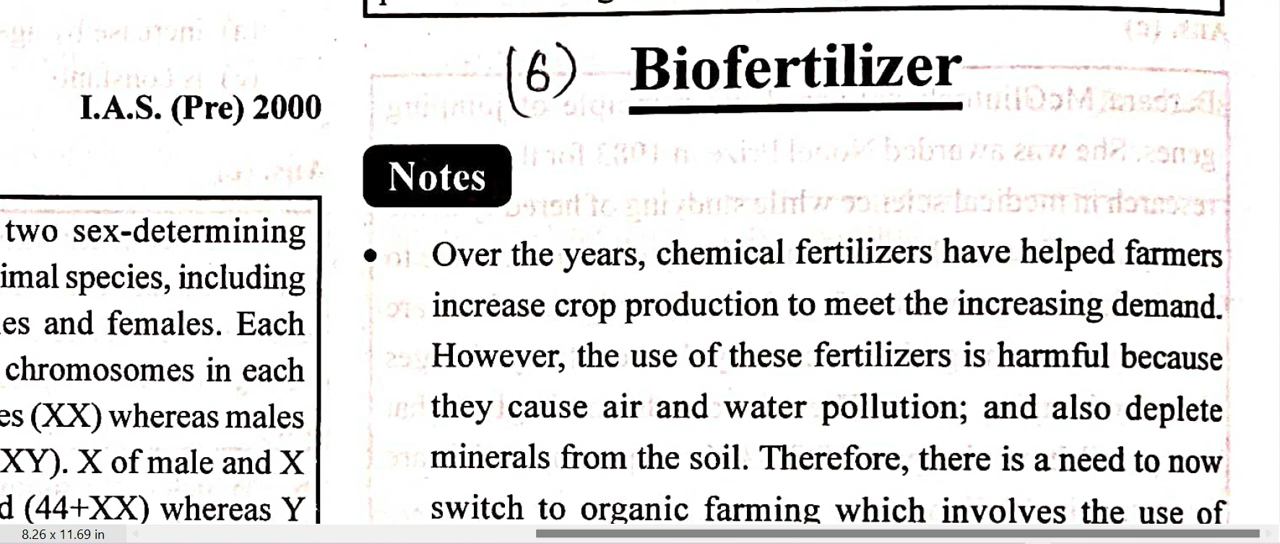 I.A.S. (Pre) 2000
two sex-determining
imal species, including
es and females. Each
chromosomes in each
es (XX) whereas males
XY). X of male and X
d (44+XX) whereas Y
(6) Biofertilizer
Notes
• Over the years, chemical fertilizers have helped farmers
increase crop production to meet the increasing demand.
However, the use of these fertilizers is harmful because
they cause air and water pollution; and also deplete
minerals from the soil. Therefore, there is a need to now
switch to organic farming which involves the use of
8.26 x 11.69 in